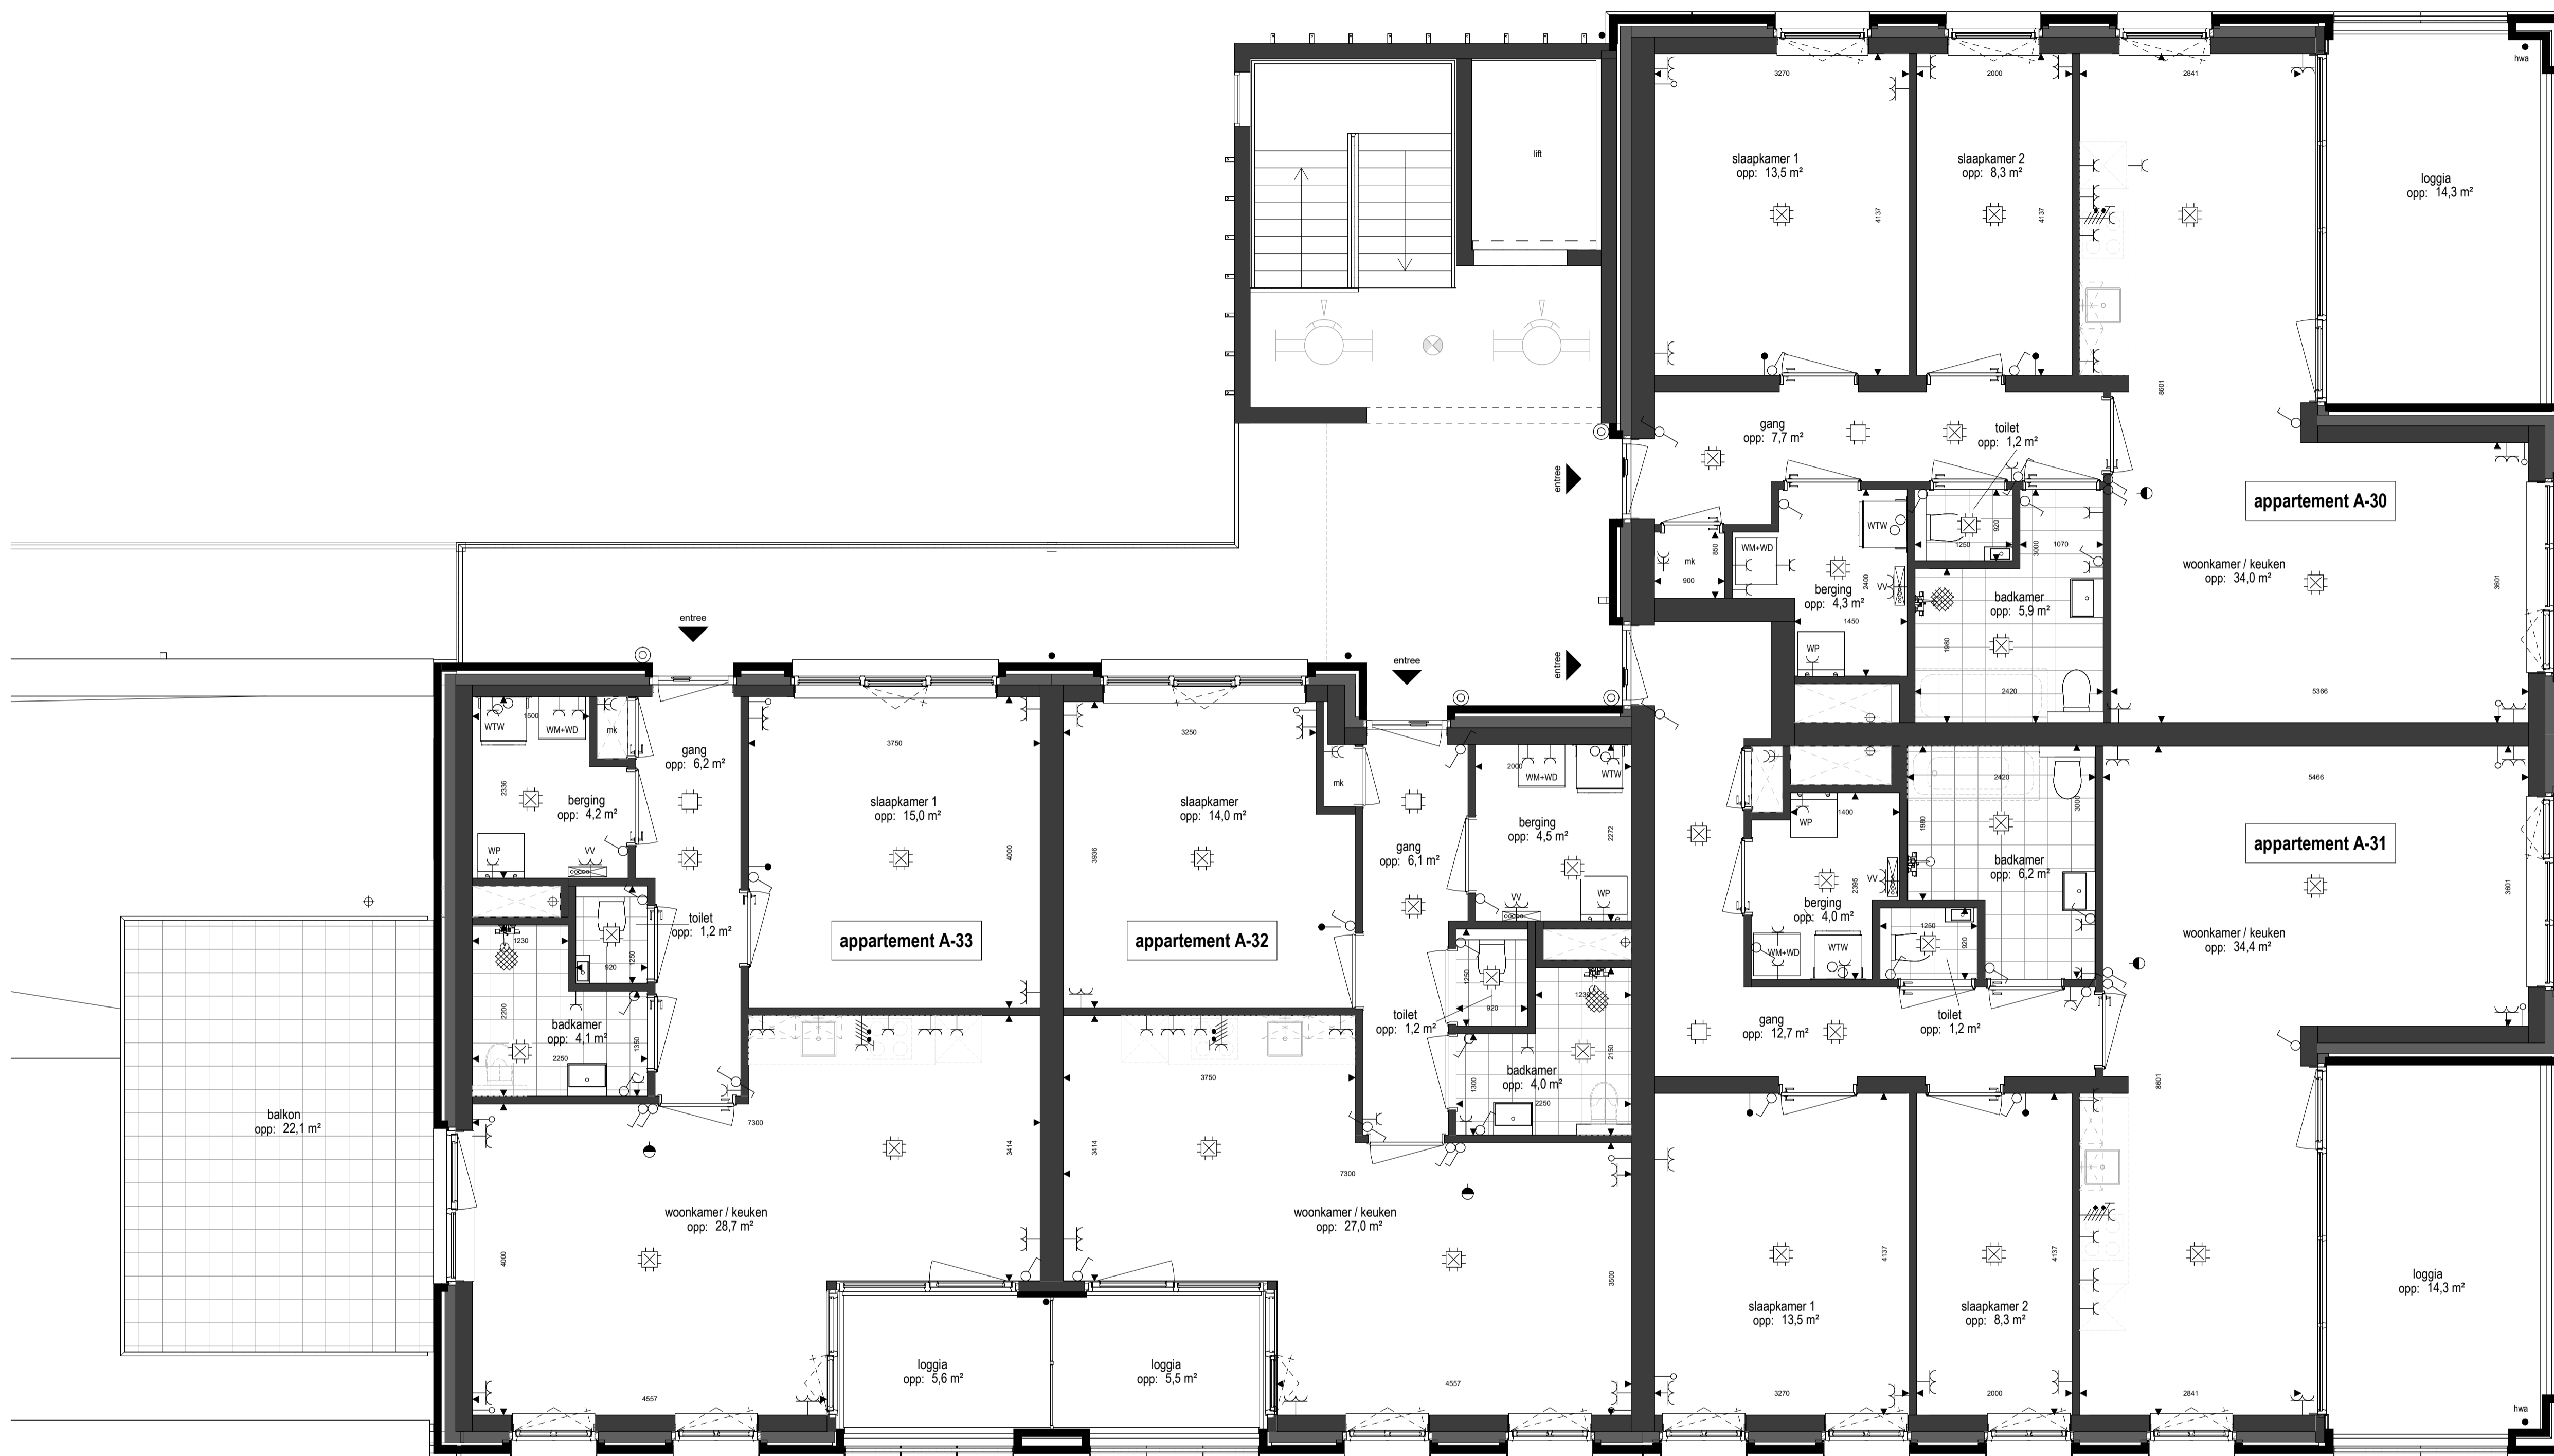 lift
hwa
3270
2000
2841
slaapkamer 1
opp: 13,5 m²
slaapkamer 2
opp: 8,3 m²
loggia
opp: 14,3 m²
4137
4137
8601
gang
opp: 7,7 m²
toilet
opp: 1,2 m²
entree
appartement A-30
WTW
920
1250
3000
1070
WM+WD
850
mk
900
2400
VV
berging
opp: 4,3 m²
1450
badkamer
opp: 5,9 m²
woonkamer / keuken
opp: 34,0 m²
3601
1980
WP
2420
5366
entree
entree
entree
WTW
1500
WM+WD
mk
gang
opp: 6,2 m²
2336
berging
opp: 4,2 m²
WP
VV
3750
slaapkamer 1
opp: 15,0 m²
4000
3250
slaapkamer
opp: 14,0 m²
3936
mk
gang
opp: 6,1 m²
2000
WM+WD
WTW
berging
opp: 4,5 m²
2272
VV
WP
2420
5466
3000
WP
1400
1980
appartement A-31
badkamer
opp: 6,2 m²
2395
VV
berging
opp: 4,0 m²
3601
1250
920
WM+WD
WTW
woonkamer / keuken
opp: 34,4 m²
toilet
opp: 1,2 m²
appartement A-33
appartement A-32
1230
920
1250
2200
badkamer
opp: 4,1 m²
1350
2250
1250
920
1230
toilet
opp: 1,2 m²
2150
badkamer
opp: 4,0 m²
1300
2250
gang
opp: 12,7 m²
toilet
opp: 1,2 m²
8601
balkon
opp: 22,1 m²
7300
3414
3750
3414
7300
woonkamer / keuken
opp: 28,7 m²
4000
woonkamer / keuken
opp: 27,0 m²
3500
4137
4137
slaapkamer 1
opp: 13,5 m²
slaapkamer 2
opp: 8,3 m²
loggia
opp: 14,3 m²
loggia
opp: 5,6 m²
loggia
opp: 5,5 m²
4557
4557
3270
2000
2841
hwa